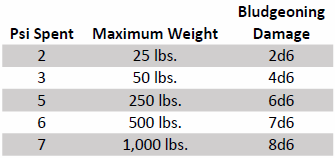 Psi Spent Maximum Weight Bludgeoning Damage
2 25 lbs. 2d6
3 50 lbs. 4d6
5 250 lbs. 6d6
6 500 lbs. 7d6
7 1,000 lbs. 8d6